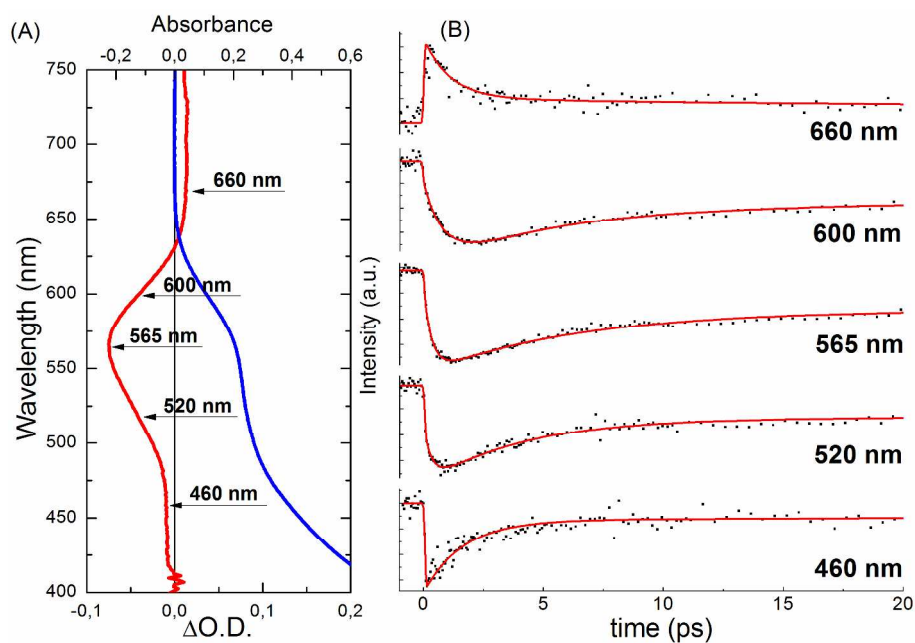 (A)
Absorbance
-0,2 0,0 0,2 0,4 0,6
750
700
650
600
550
500
450
400
Wavelength (nm)
660 nm
600 nm
565 nm
520 nm
460 nm
-0,1 0,0 0,1 0,2
ΔO.D.
(B)
Intensity (a.u.)
660 nm
600 nm
565 nm
520 nm
460 nm
0 5 10 15 20
time (ps)